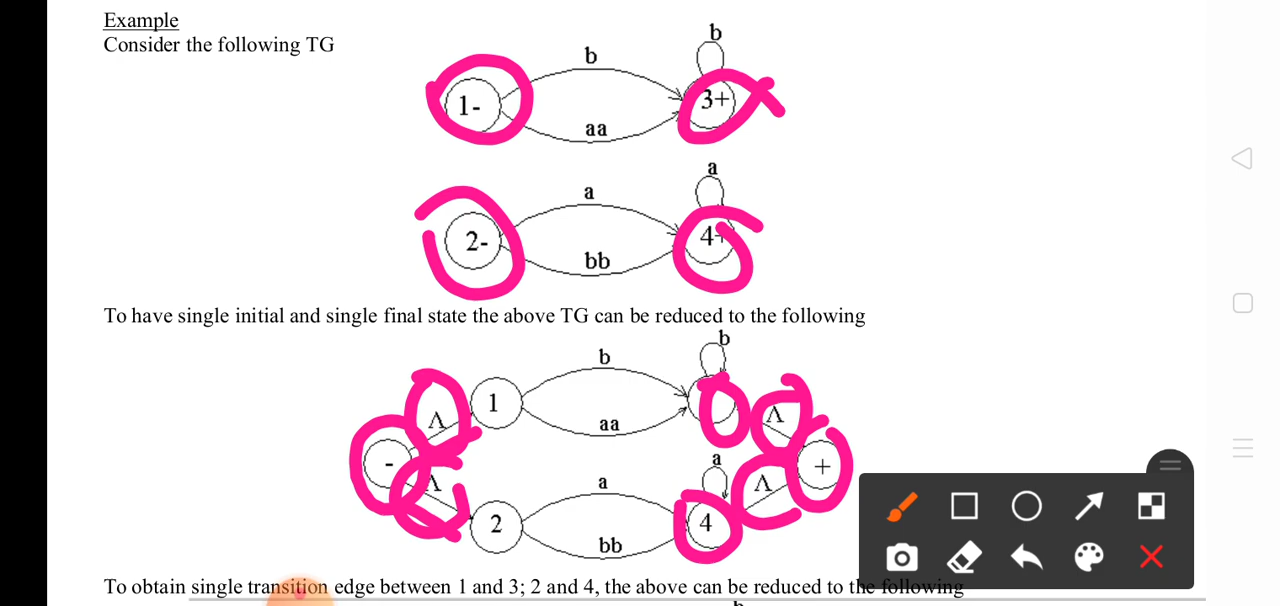 Example
Consider the following TG
b
b
1-
3+
aa
a
a
2-
4+
bb
To have single initial and single final state the above TG can be reduced to the following
b
b
1
Λ
Λ
aa
-
+
a
a
Λ
Λ
2
4
bb
To obtain single transition edge between 1 and 3; 2 and 4, the above can be reduced to the following
b